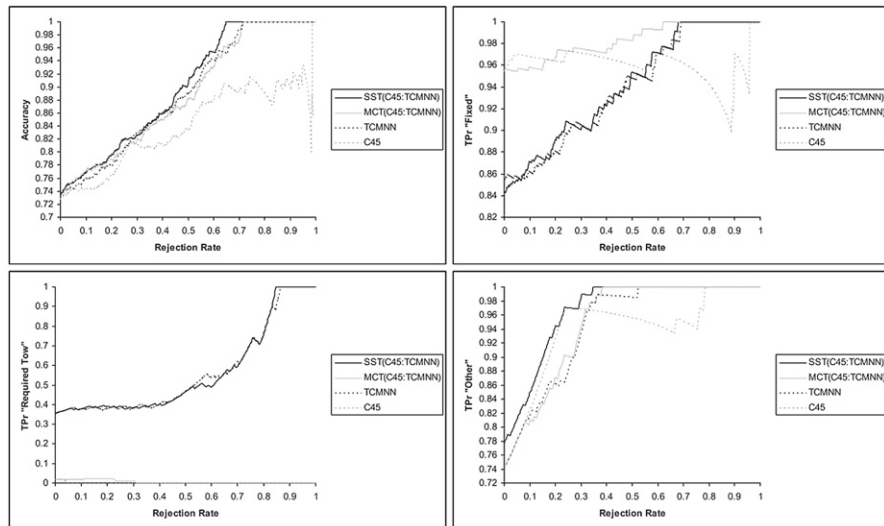 Accuracy
1
0.98
0.96
0.94
0.92
0.9
0.88
0.86
0.84
0.82
0.8
0.78
0.76
0.74
0.72
0.7
0 0.1 0.2 0.3 0.4 0.5 0.6 0.7 0.8 0.9 1
Rejection Rate
SST(C45:TCMNN)
MCT(C45:TCMNN)
TCMNN
C45
TPr "Fixed"
1
0.98
0.96
0.94
0.92
0.9
0.88
0.86
0.84
0.82
0 0.1 0.2 0.3 0.4 0.5 0.6 0.7 0.8 0.9 1
Rejection Rate
SST(C45:TCMNN)
MCT(C45:TCMNN)
TCMNN
C45
TPr "Required Tow"
1
0.9
0.8
0.7
0.6
0.5
0.4
0.3
0.2
0.1
0
0 0.1 0.2 0.3 0.4 0.5 0.6 0.7 0.8 0.9 1
Rejection Rate
SST(C45:TCMNN)
MCT(C45:TCMNN)
TCMNN
C45
TPr "Other"
1
0.98
0.96
0.94
0.92
0.9
0.88
0.86
0.84
0.82
0.8
0.78
0.76
0.74
0.72
0 0.1 0.2 0.3 0.4 0.5 0.6 0.7 0.8 0.9 1
Rejection Rate
SST(C45:TCMNN)
MCT(C45:TCMNN)
TCMNN
C45